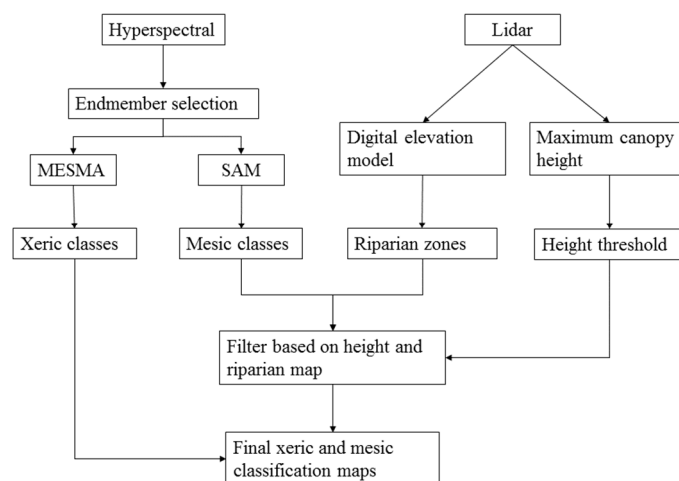 Hyperspectral
Lidar
Endmember selection
Digital elevation
model
Maximum canopy
height
MESMA
SAM
Xeric classes
Mesic classes
Riparian zones
Height threshold
Filter based on height and
riparian map
Final xeric and mesic
classification maps